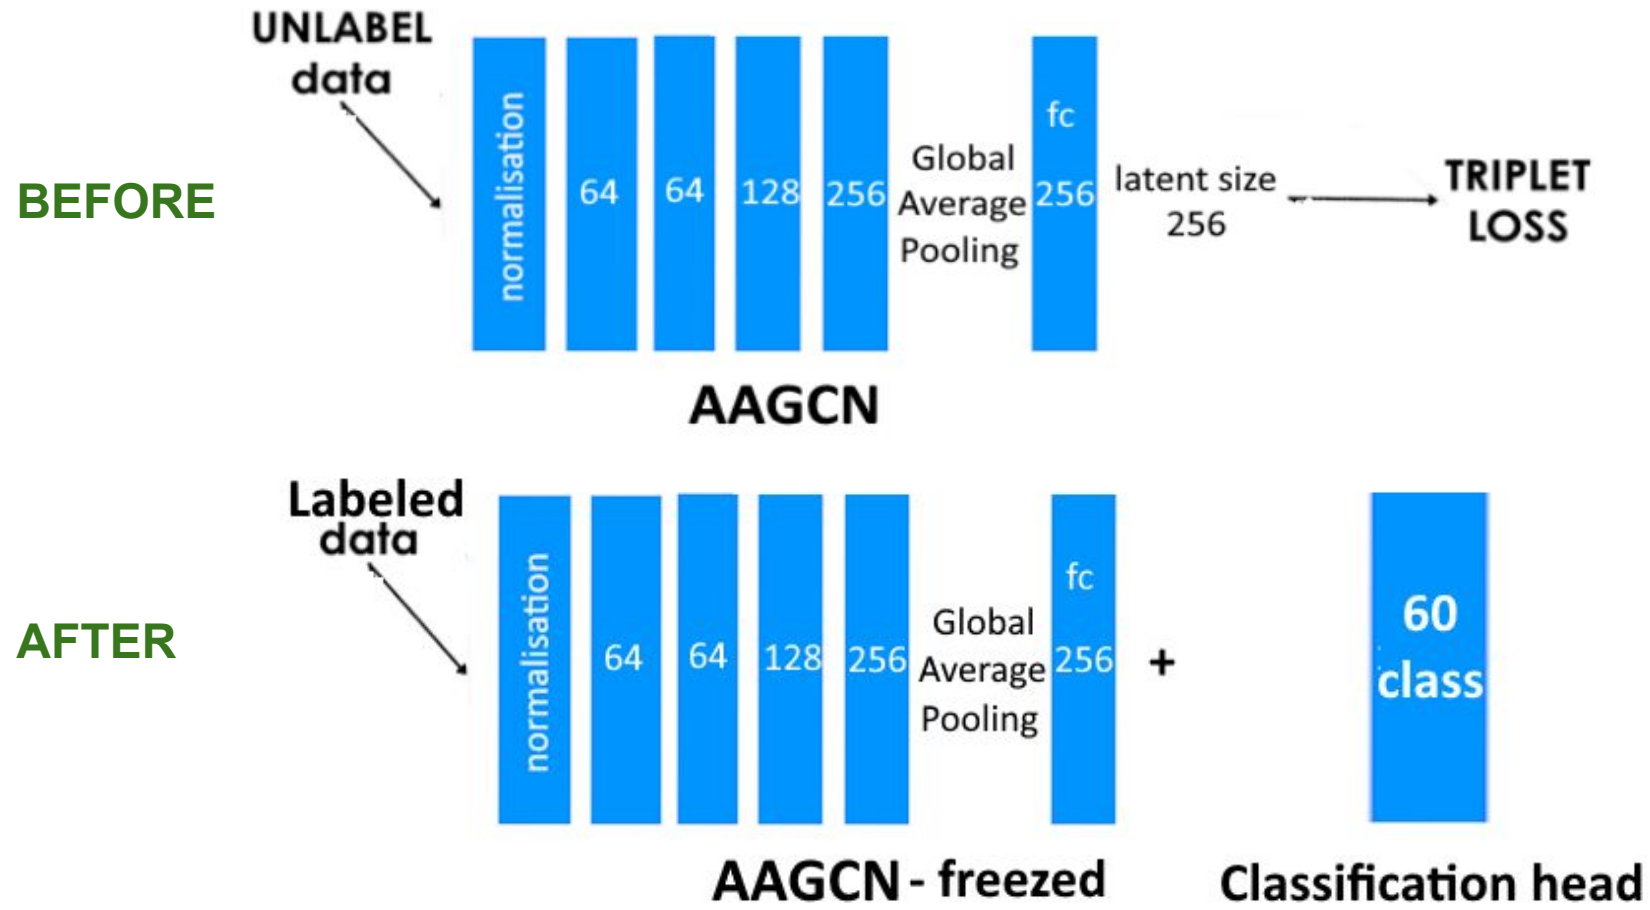 UNLABEL
data
BEFORE
normalisation
64
64
128
256
Global
Average
Pooling
fc
256
latent size
256
TRIPLET
LOSS
AAGCN
Labeled
data
AFTER
normalisation
64
64
128
256
Global
Average
Pooling
fc
256
+
60
class
AAGCN - freezed
Classification head